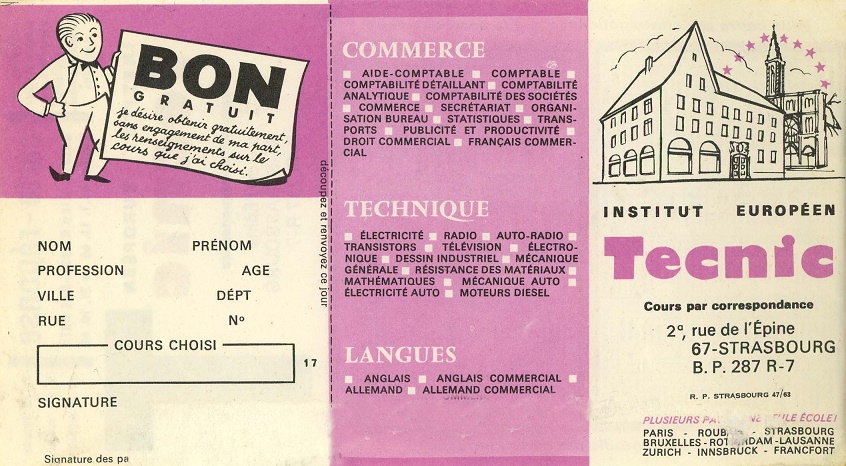 BON
GRATUIT
je désire obtenir gratuitement,
sans engagement de ma part,
les renseignements sur le
cours que j'ai choisi.
NOM PRÉNOM
PROFESSION AGE
VILLE DÉPT
RUE Nº
COURS CHOISI
17
SIGNATURE
Signature des pa
découpez et renvoyez ce jour
COMMERCE
■ AIDE-COMPTABLE ■ COMPTABLE ■
COMPTABILITÉ DÉTAILLANT ■ COMPTABILITÉ
ANALYTIQUE ■ COMPTABILITÉ DES SOCIÉTÉS
■ COMMERCE ■ SECRÉTARIAT ■ ORGANI-
SATION BUREAU ■ STATISTIQUES ■ TRANS-
PORTS ■ PUBLICITÉ ET PRODUCTIVITÉ ■
DROIT COMMERCIAL ■ FRANÇAIS COMMER-
CIAL
TECHNIQUE
■ ÉLECTRICITÉ ■ RADIO ■ AUTO-RADIO ■
TRANSISTORS ■ TÉLÉVISION ■ ÉLECTRO-
NIQUE ■ DESSIN INDUSTRIEL ■ MÉCANIQUE
GÉNÉRALE ■ RÉSISTANCE DES MATÉRIAUX ■
MATHÉMATIQUES ■ MÉCANIQUE AUTO ■
ÉLECTRICITÉ AUTO ■ MOTEURS DIESEL
LANGUES
■ ANGLAIS ■ ANGLAIS COMMERCIAL ■
ALLEMAND ■ ALLEMAND COMMERCIAL
INSTITUT EUROPÉEN
Tecnic
Cours par correspondance
2ª, rue de l'Épine
67-STRASBOURG
B. P. 287 R-7
R. P. STRASBOURG 47/63
PLUSIEURS ÉCOLE!
PARIS - STRASBOURG
BRUXELLES - LAUSANNE
ZURICH - INNSBRUCK - FRANCFORT